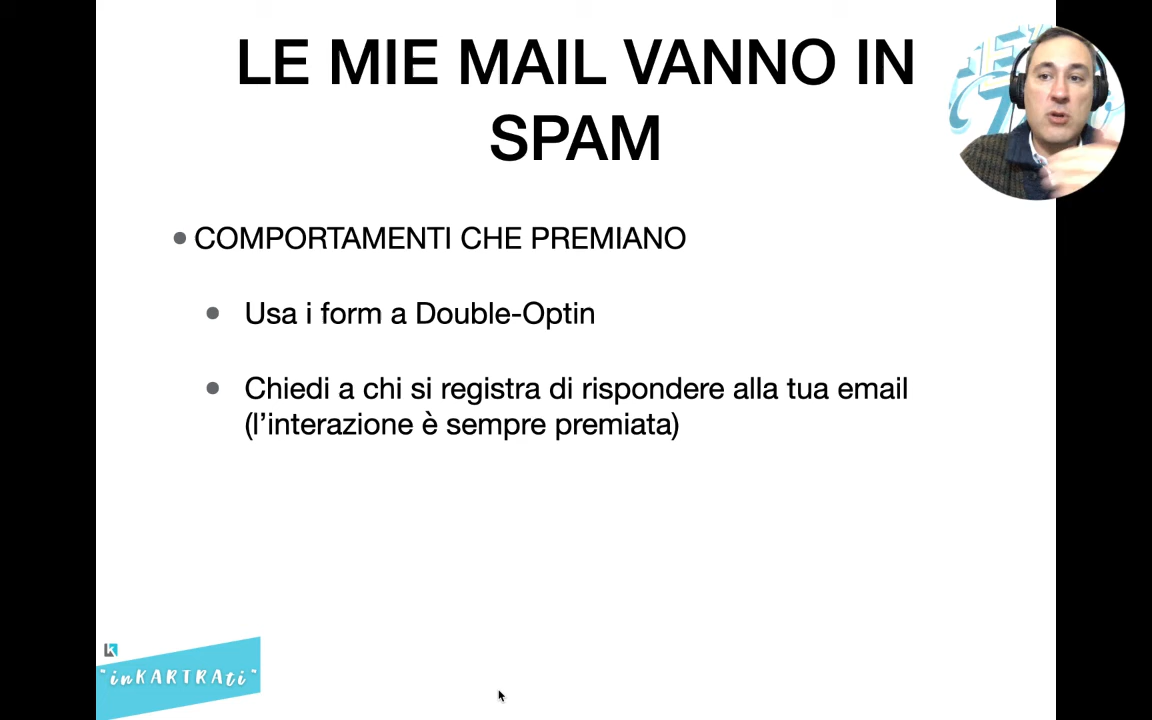 LE MIE MAIL VANNO IN
SPAM
COMPORTAMENTI CHE PREMIANO
Usa i form a Double-Optin
Chiedi a chi si registra di rispondere alla tua email
(l’interazione è sempre premiata)
"inKARTRAti"